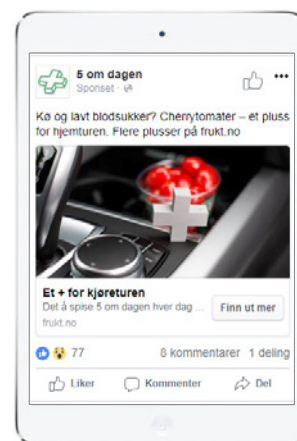 5 om dagen
Sponset
Kø og lavt blodsukker? Cherrytomater – et pluss
for hjemturen. Flere plusser på frukt.no
Et + for kjøreturen
Det å spise 5 om dagen hver dag ...
Finn ut mer
frukt.no
77
8 kommentarer 1 deling
Liker Kommenter Del